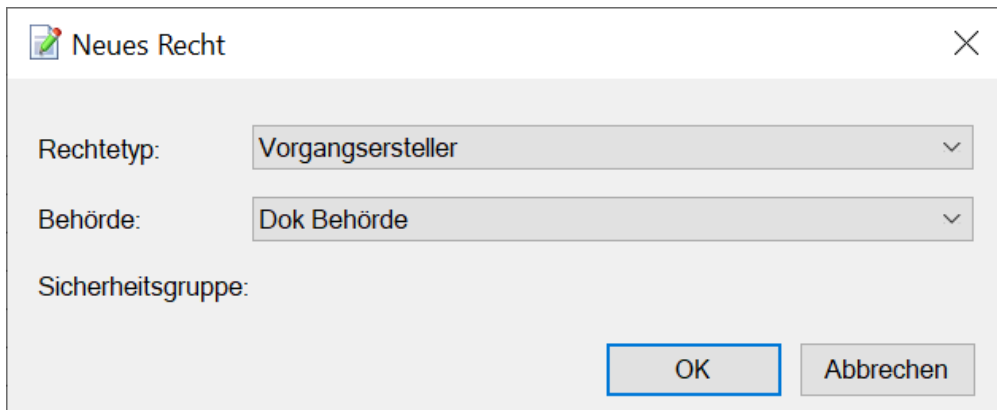 Neues Recht
Rechtetyp: Vorgangsersteller
Behörde: Dok Behörde
Sicherheitsgruppe:
OK Abbrechen